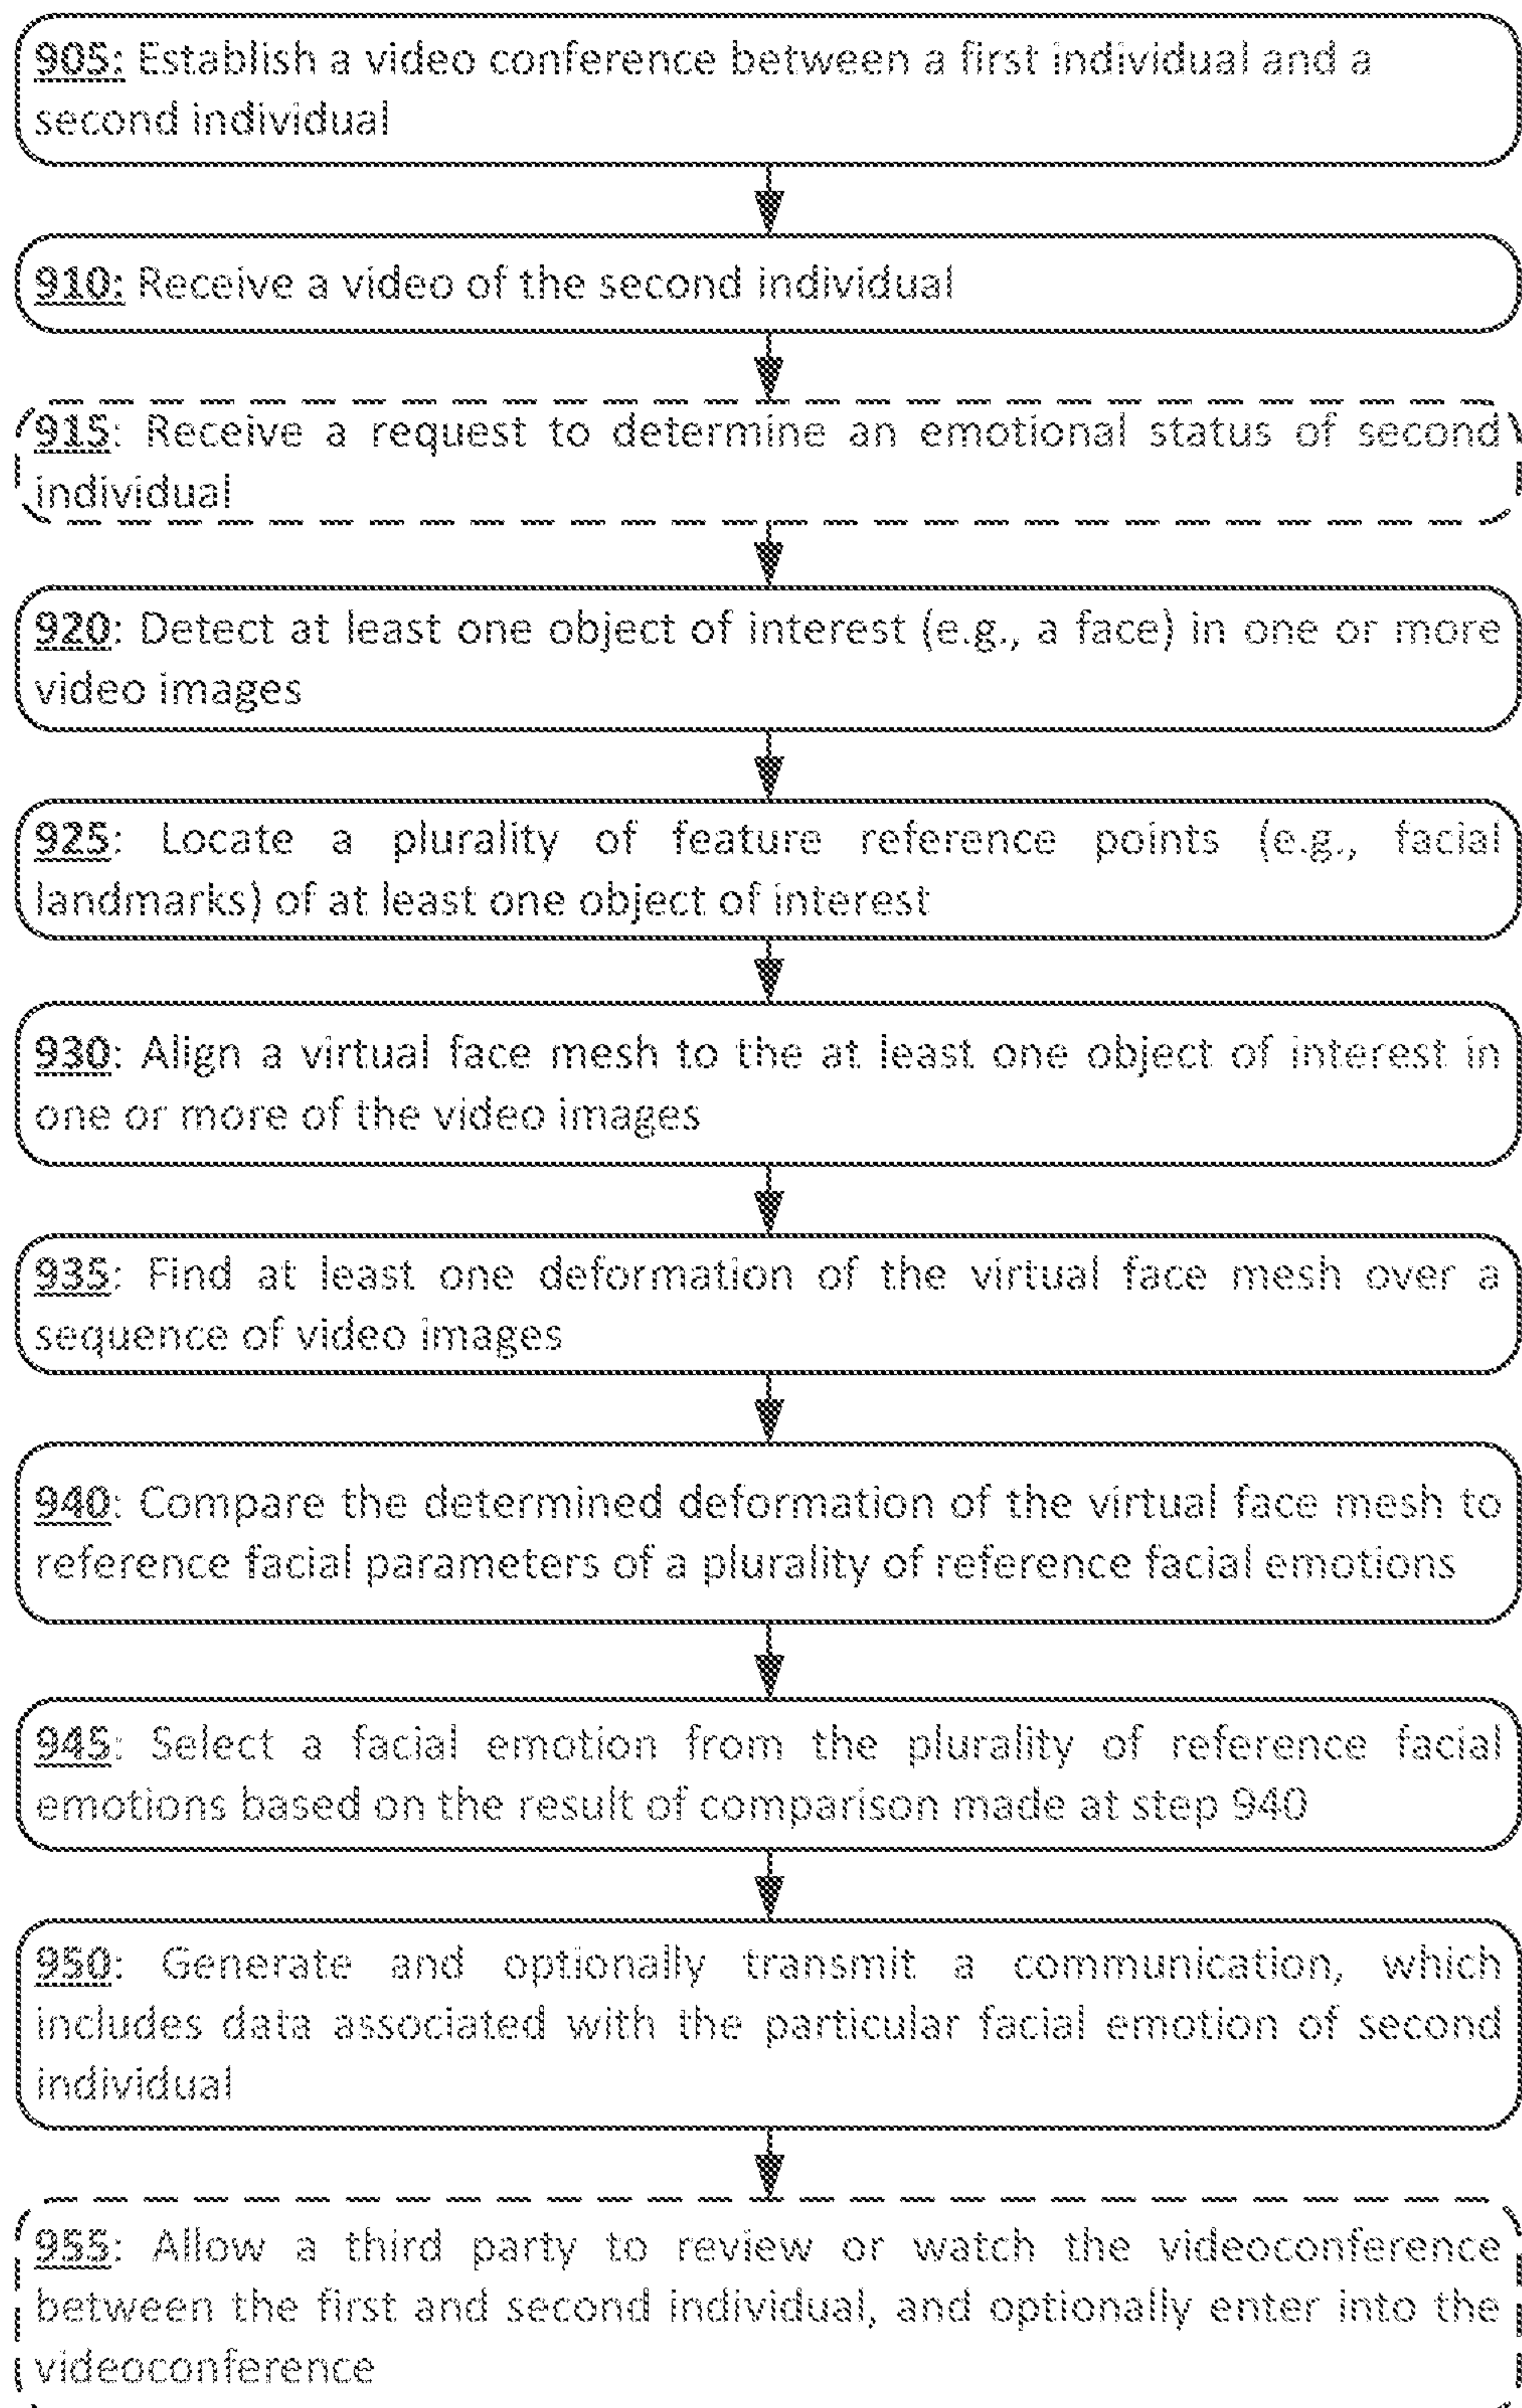 905: Establish a video conference between a first individual and a
second individual
910: Receive a video of the second individual
915: Receive a request to determine an emotional status of second
individual
920: Detect at least one object of interest (e.g., a face) in one or more
video images
925: Locate a plurality of feature reference points (e.g., facial
landmarks) of at least one object of interest
930: Align a virtual face mesh to the at least one object of interest in
one or more of the video images
935: Find at least one deformation of the virtual face mesh over a
sequence of video images
940: Compare the determined deformation of the virtual face mesh to
reference facial parameters of a plurality of reference facial emotions
945: Select a facial emotion from the plurality of reference facial
emotions based on the result of comparison made at step 940
950: Generate and optionally transmit a communication, which
includes data associated with the particular facial emotion of second
individual
955: Allow a third party to review or watch the videoconference
between the first and second individual, and optionally enter into the
videoconference